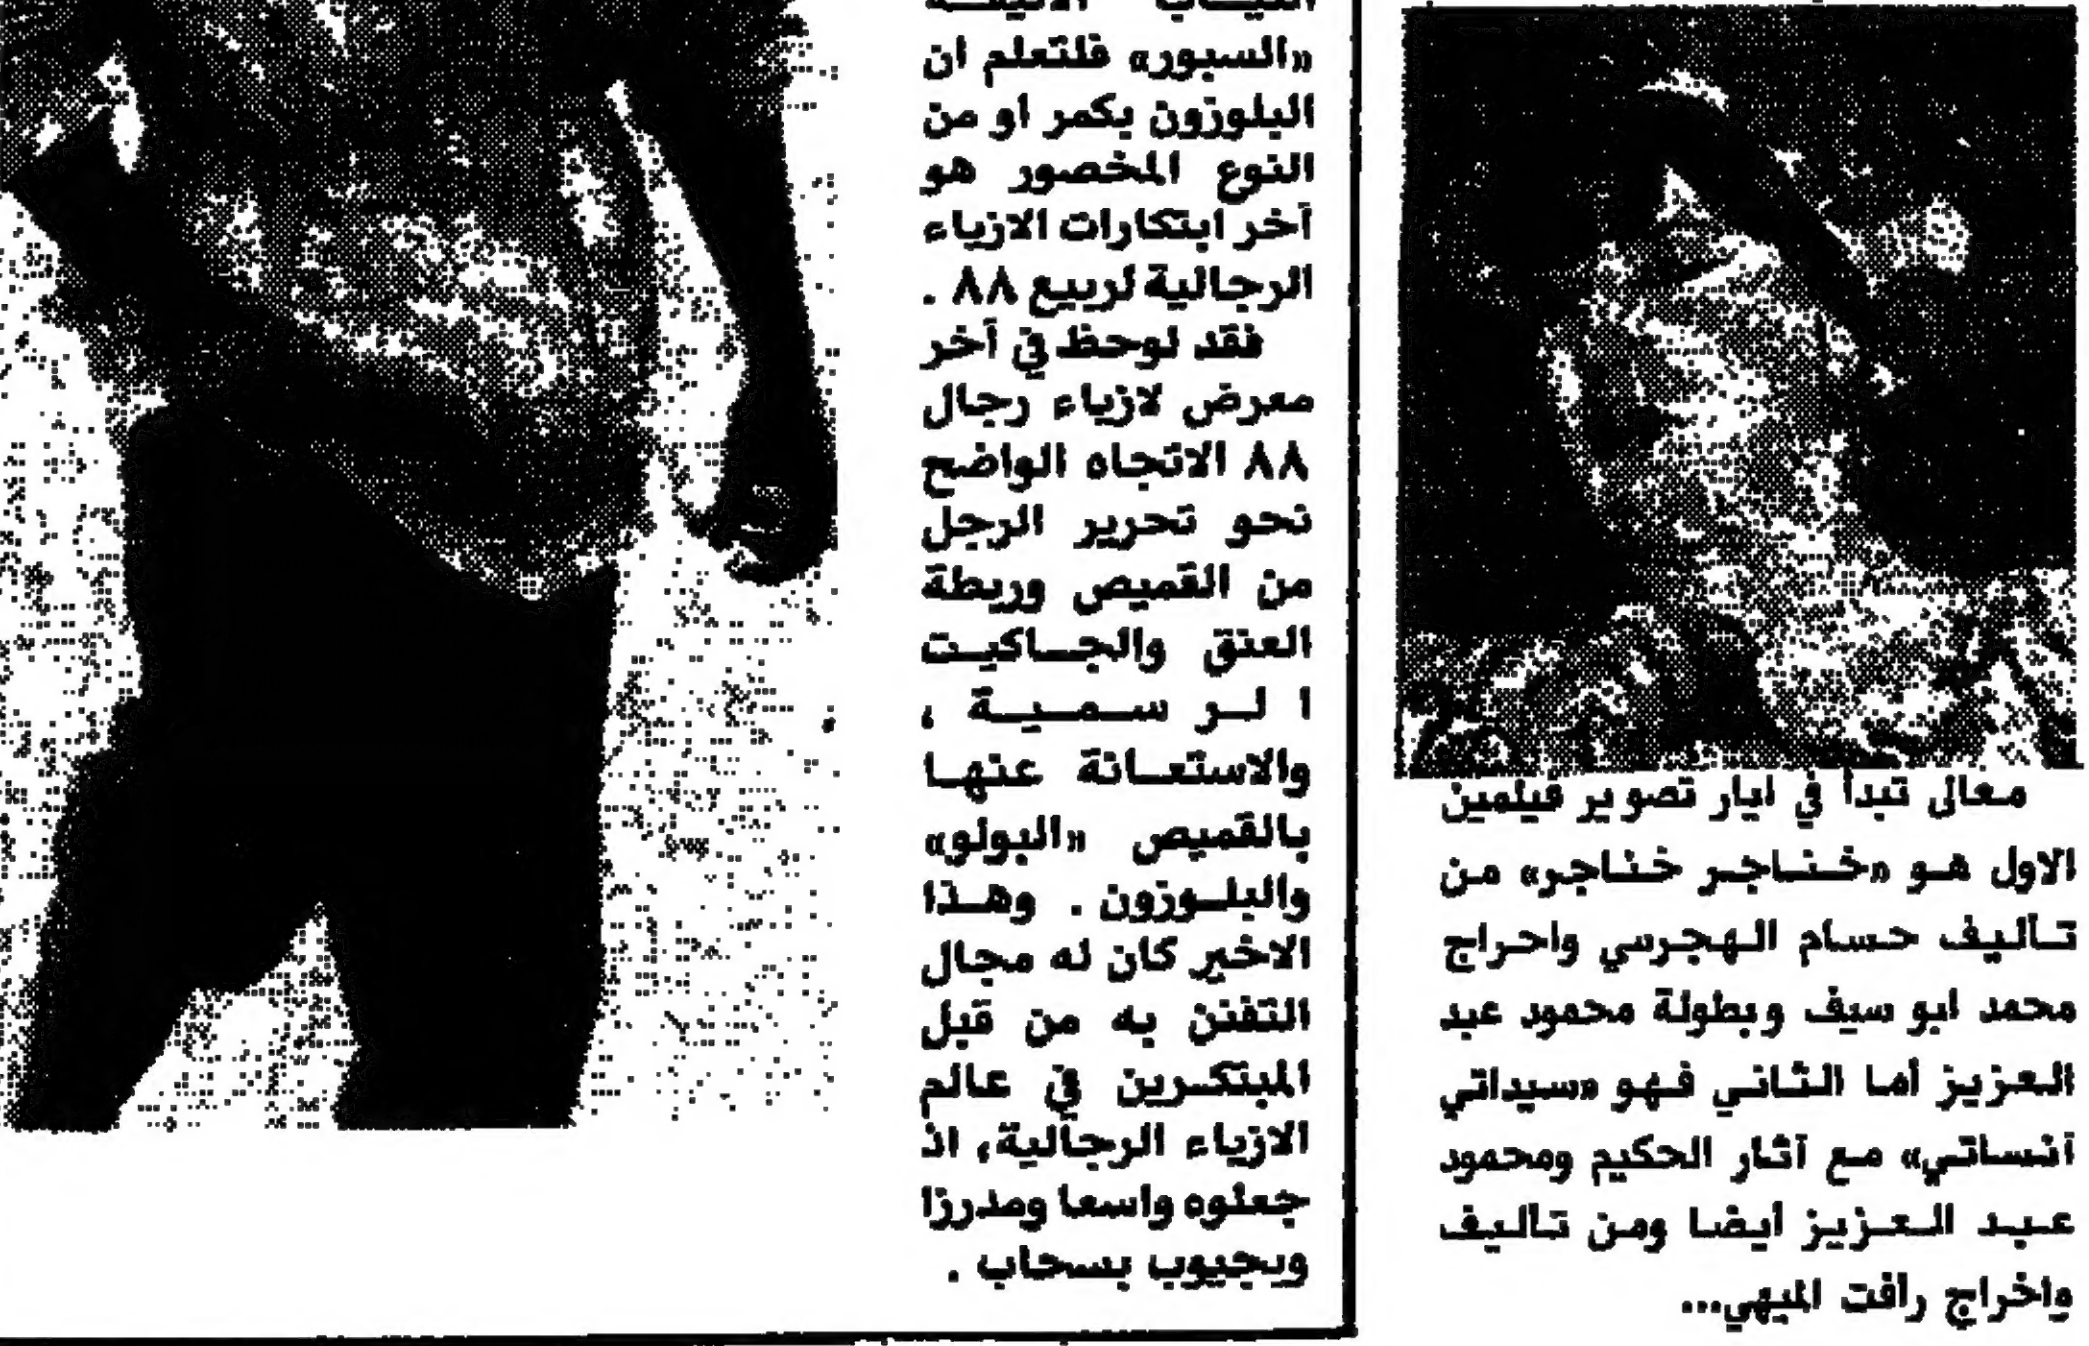 معالي تبدأ في ايار تصوير فيلمين
الاول هو «خناجر خناجر» من
تأليف حسام الهجرسي واحراج
محمد ابو سيف وبطولة محمود عبد
العزيز أما الثاني فهو «سيداتي
آنساتي» مع آثار الحكيم ومحمود
عبد العزيز ايضا ومن تاليف
واخراج رافت الميهي...
«السبور» فلتعلم ان
البلوزون بكمر او من
النوع المخصور هو
آخر ابتكارات الازياء
الرجالية لربيع ٨٨ .
فقد لوحظ في آخر
معرض لازياء رجال
٨٨ الاتجاه الواضح
نحو تحرير الرجل
من القميص وربطة
العنق والجاكيت
الرسمية ،
والاستعانة عنها
بالقميص «البولو»
والبلوزون . وهذا
الاخير كان له مجال
التفنن به من قبل
المبتكرين في عالم
الازياء الرجالية، اذ
جعلوه واسعا ومدرزا
وبجيوب بسحاب .